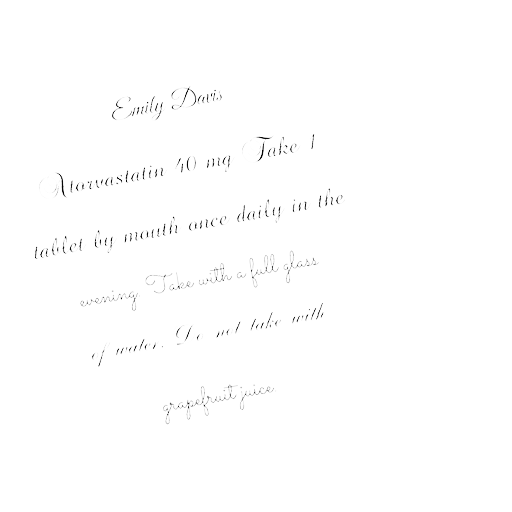 Emily Davis
Atorvastatin 40 mg Take 1
tablet by mouth once daily in the
evening Take with a full glass
of water. Do not take with
grapefruit juice